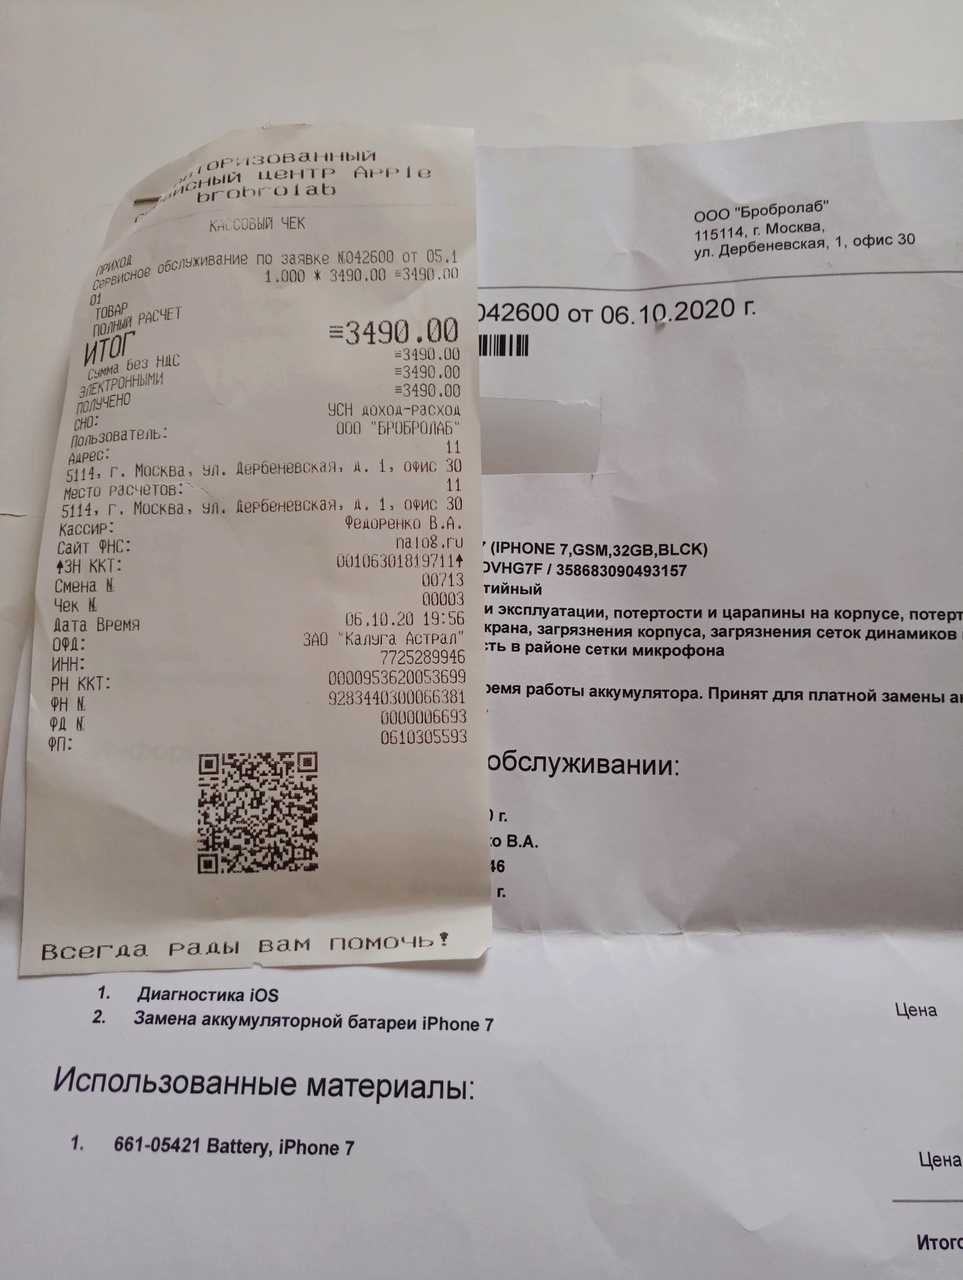 ТОРИЗОВАННЫЙ
ИСНЫЙ ЦЕНТР Apple
brobrolab
КАССОВЫЙ ЧЕК
ПРИХОД
Сервисное обслуживание по заявке №042600 от 05.1
1.000 * 3490.00 =3490.00
01
ТОВАР
ПОЛНЫЙ РАСЧЕТ
ИТОГ =3490.00
Сумма без НДС =3490.00
ЭЛЕКТРОННЫМИ =3490.00
ПОЛУЧЕНО =3490.00
СНО: УСН доход-расход
Пользователь: ООО "БРОБРОЛАБ"
Адрес: 11
5114, г. Москва, ул. Дербеневская, д. 1, офис 30
Место расчетов: 11
5114, г. Москва, ул. Дербеневская, д. 1, офис 30
Кассир: Федоренко В.А.
Сайт ФНС: nalog.ru
ЗН ККТ: 00106301819711
Смена № 00713
Чек № 00003
Дата Время 06.10.20 19:56
ОФД: ЗАО "Калуга Астрал"
ИНН: 7725289946
РН ККТ: 0000953620053699
ФН № 9283440300066381
ФД № 0000006693
ФП: 0610305593
Всегда рады вам помочь!
ООО "Бробролаб"
115114, г. Москва,
ул. Дербеневская, 1, офис 30
042600 от 06.10.2020 г.
7 (IPHONE 7,GSM,32GB,BLCK)
DVHG7F / 358683090493157
тийный
и эксплуатации, потертости и царапины на корпусе, потерт
крана, загрязнения корпуса, загрязнения сеток динамиков
ть в районе сетки микрофона
ремя работы аккумулятора. Принят для платной замены ак
обслуживании:
г.
о В.А.
46
г.
1. Диагностика iOS
2. Замена аккумуляторной батареи iPhone 7
Цена
Использованные материалы:
1. 661-05421 Battery, iPhone 7
Цена
Итого